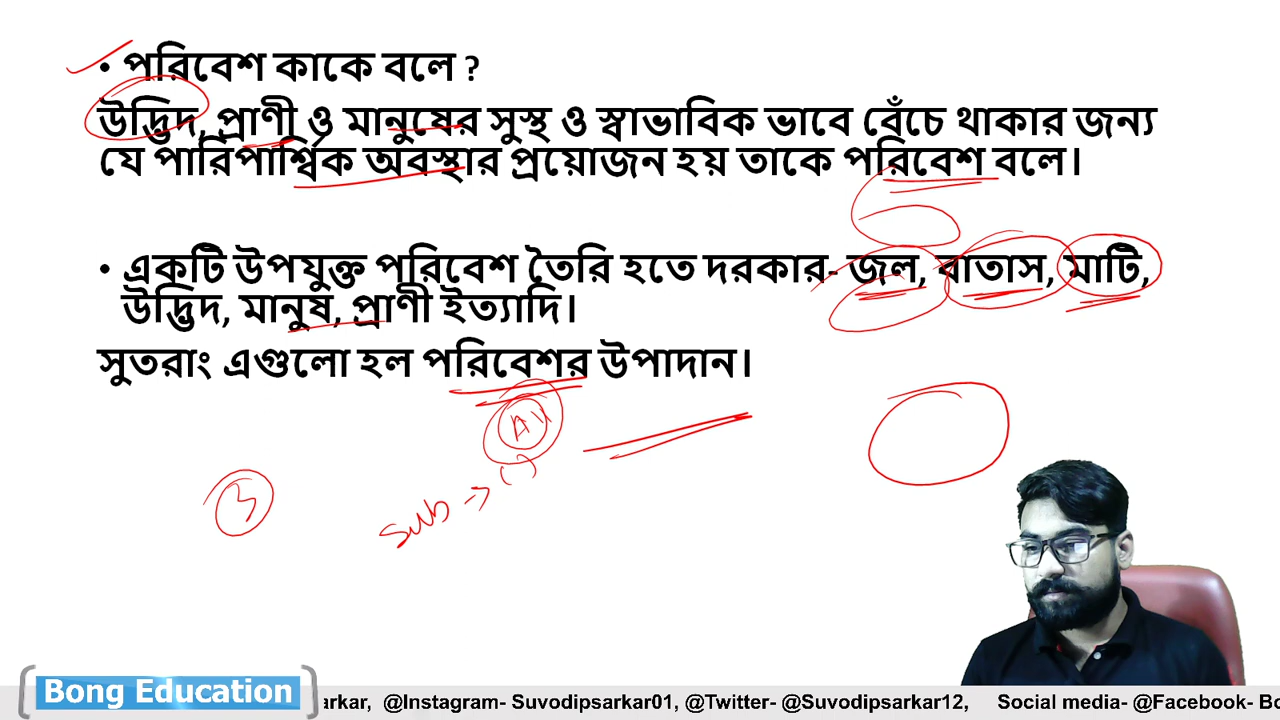 • পরিবেশ কাকে বলে ?
উদ্ভিদ, প্রাণী ও মানুষের সুস্থ ও স্বাভাবিক ভাবে বেঁচে থাকার জন্য
যে পারিপার্শ্বিক অবস্থার প্রয়োজন হয় তাকে পরিবেশ বলে।
• একটি উপযুক্ত পরিবেশ তৈরি হতে দরকার- জল, বাতাস, মাটি,
উদ্ভিদ, মানুষ, প্রাণী ইত্যাদি।
সুতরাং এগুলো হল পরিবেশর উপাদান।
Sub →
Bong Education
arkar, @Instagram- Suvodipsarkar01, @Twitter- @Suvodipsarkar12, Social media- @Facebook- Bo